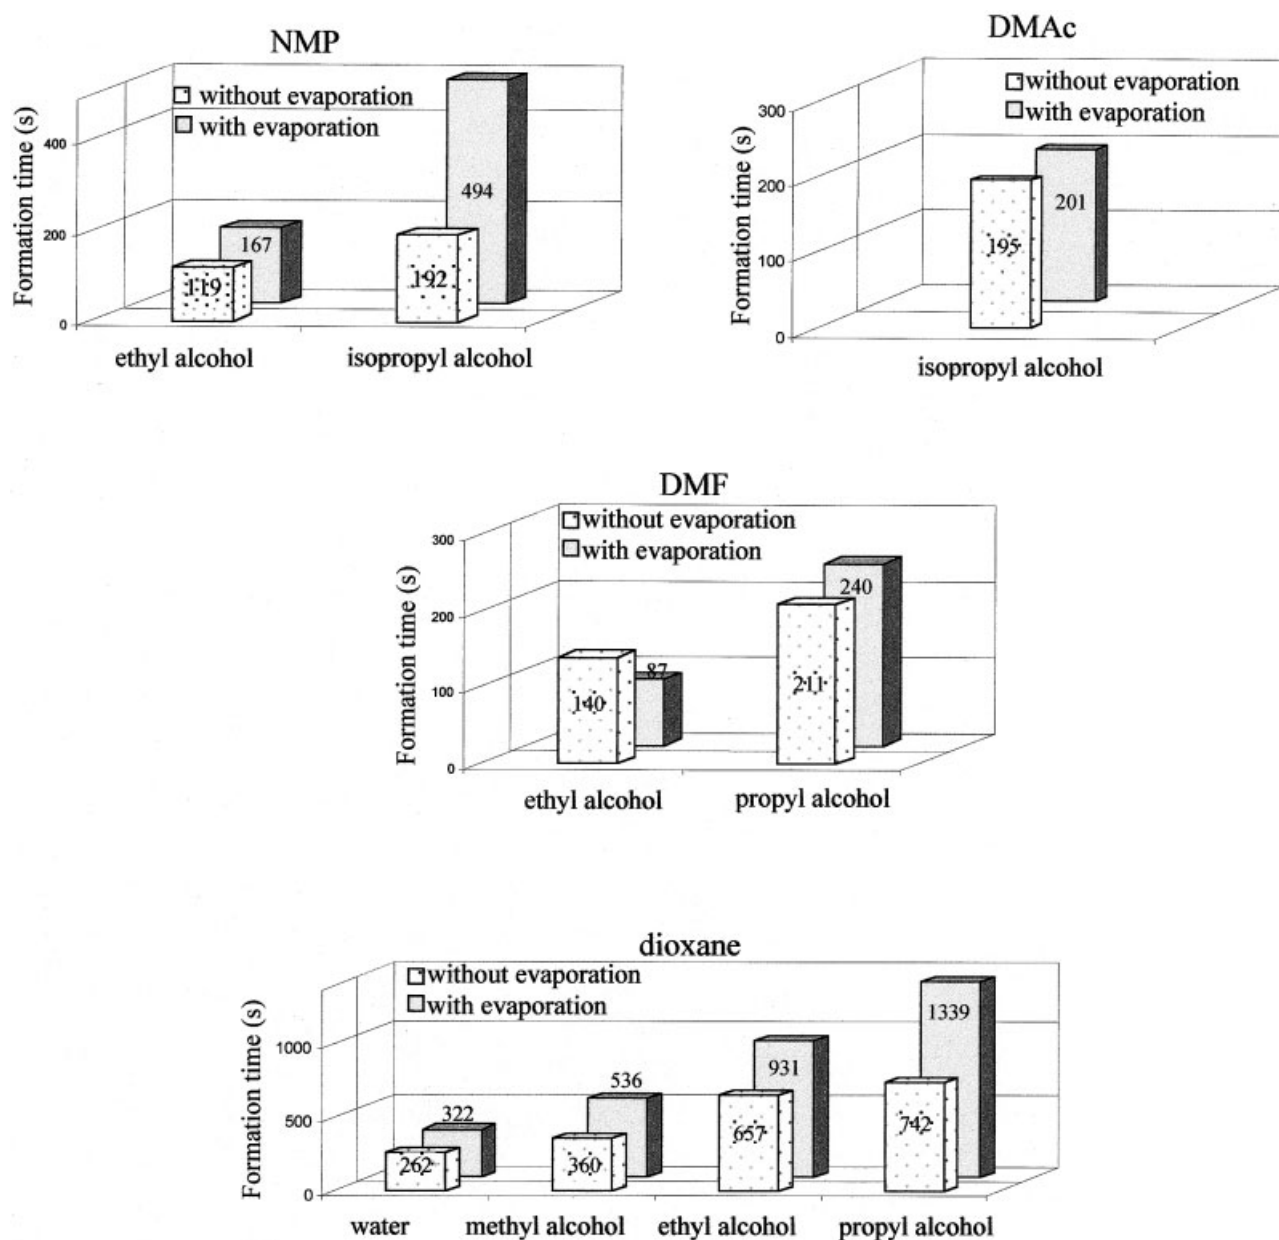 NMP
without evaporation
with evaporation
Formation time (s)
400
200
0
119
167
192
494
ethyl alcohol
isopropyl alcohol
DMAc
without evaporation
with evaporation
Formation time (s)
300
200
100
0
195
201
isopropyl alcohol
DMF
without evaporation
with evaporation
Formation time (s)
300
200
100
0
140
87
211
240
ethyl alcohol
propyl alcohol
dioxane
without evaporation
with evaporation
Formation time (s)
1000
500
0
262
322
360
536
657
931
742
1339
water
methyl alcohol
ethyl alcohol
propyl alcohol